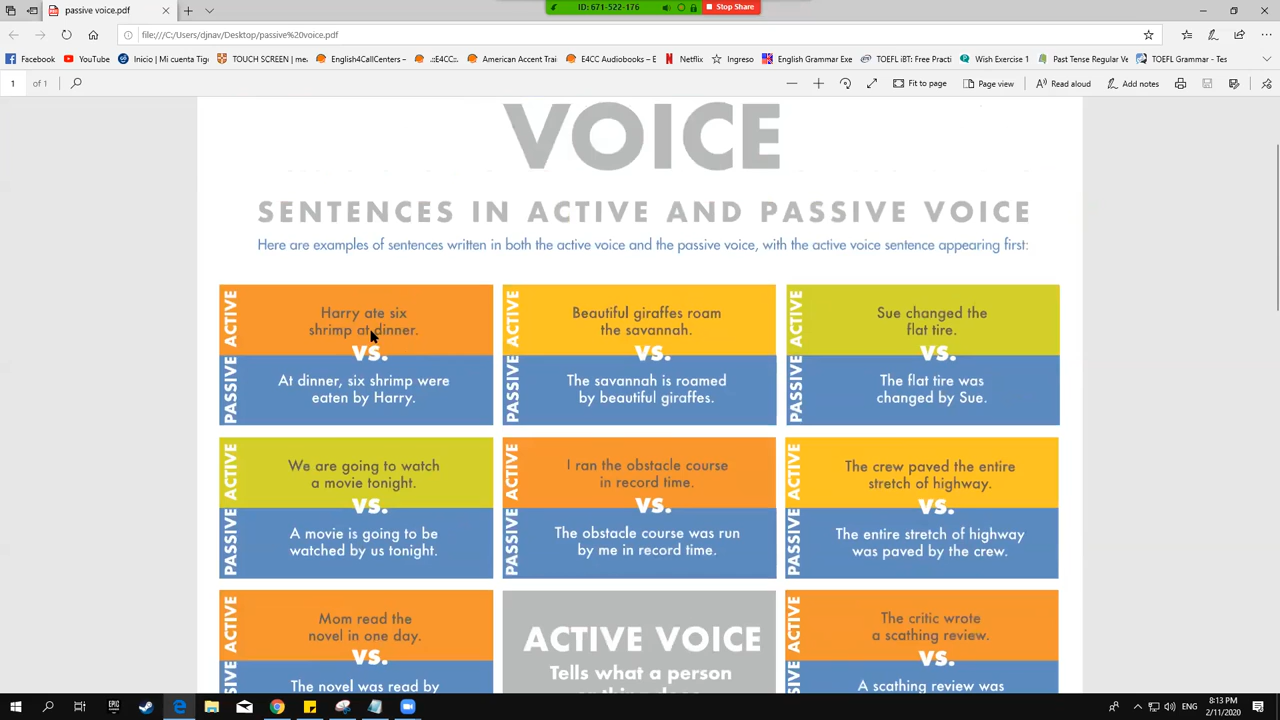 passive voice.pdf
ID: 671-522-176
Stop Share
file:///C:/Users/djnav/Desktop/passive%20voice.pdf
Facebook
YouTube
Inicio | Mi cuenta Tig
TOUCH SCREEN | me.
English4CallCenters –
.:E4CC:.
American Accent Trai
E4CC Audiobooks – E
Netflix
Ingreso
English Grammar Exe
TOEFL iBT: Free Practi
Wish Exercise 1
Past Tense Regular Ve
TOEFL Grammar - Tes
1
of 1
Fit to page
Page view
Read aloud
Add notes
VOICE
SENTENCES IN ACTIVE AND PASSIVE VOICE
Here are examples of sentences written in both the active voice and the passive voice, with the active voice sentence appearing first:
ACTIVE
Harry ate six
shrimp at dinner.
VS.
PASSIVE
At dinner, six shrimp were
eaten by Harry.
ACTIVE
Beautiful giraffes roam
the savannah.
VS.
PASSIVE
The savannah is roamed
by beautiful giraffes.
ACTIVE
Sue changed the
flat tire.
VS.
PASSIVE
The flat tire was
changed by Sue.
ACTIVE
We are going to watch
a movie tonight.
VS.
PASSIVE
A movie is going to be
watched by us tonight.
ACTIVE
I ran the obstacle course
in record time.
VS.
PASSIVE
The obstacle course was run
by me in record time.
ACTIVE
The crew paved the entire
stretch of highway.
VS.
PASSIVE
The entire stretch of highway
was paved by the crew.
ACTIVE
Mom read the
novel in one day.
VS.
The novel was read by
ACTIVE VOICE
Tells what a person
ACTIVE
The critic wrote
a scathing review.
VS.
A scathing review was
ENG
8:13 PM
2/11/2020